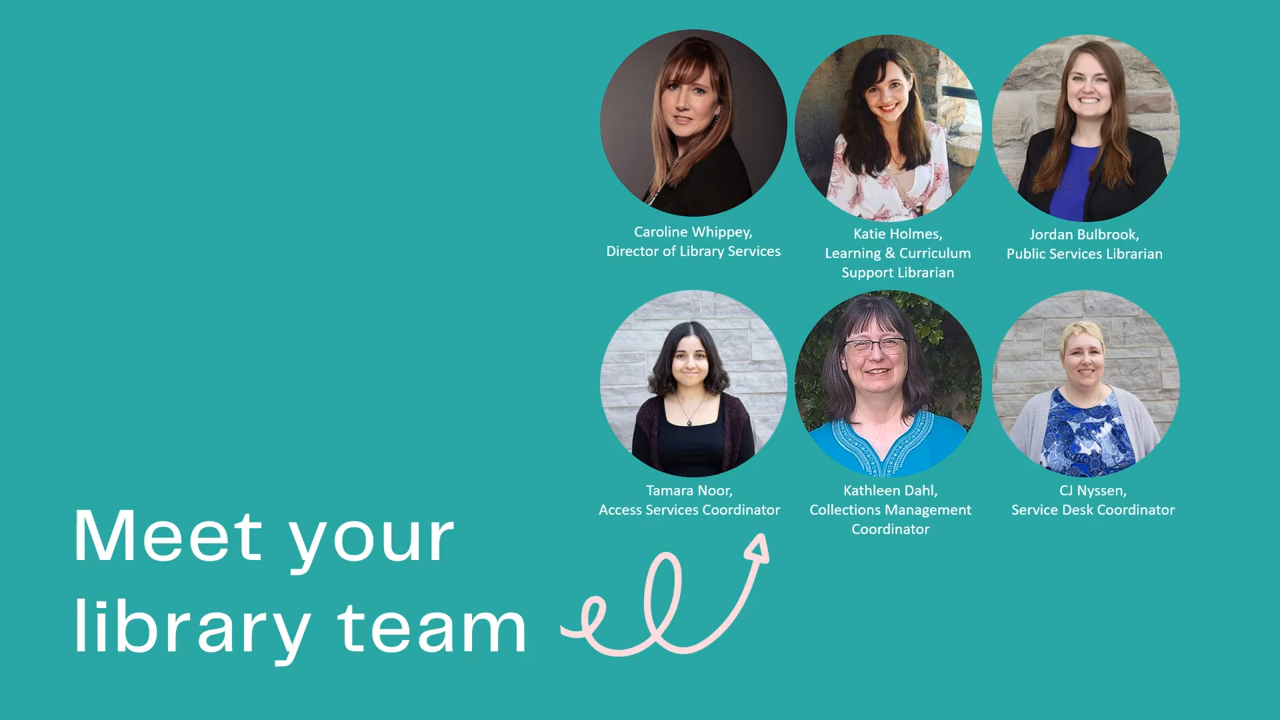 Caroline Whippey,
Director of Library Services
Katie Holmes,
Learning & Curriculum
Support Librarian
Jordan Bulbrook,
Public Services Librarian
Tamara Noor,
Access Services Coordinator
Kathleen Dahl,
Collections Management
Coordinator
CJ Nyssen,
Service Desk Coordinator
Meet your
library team